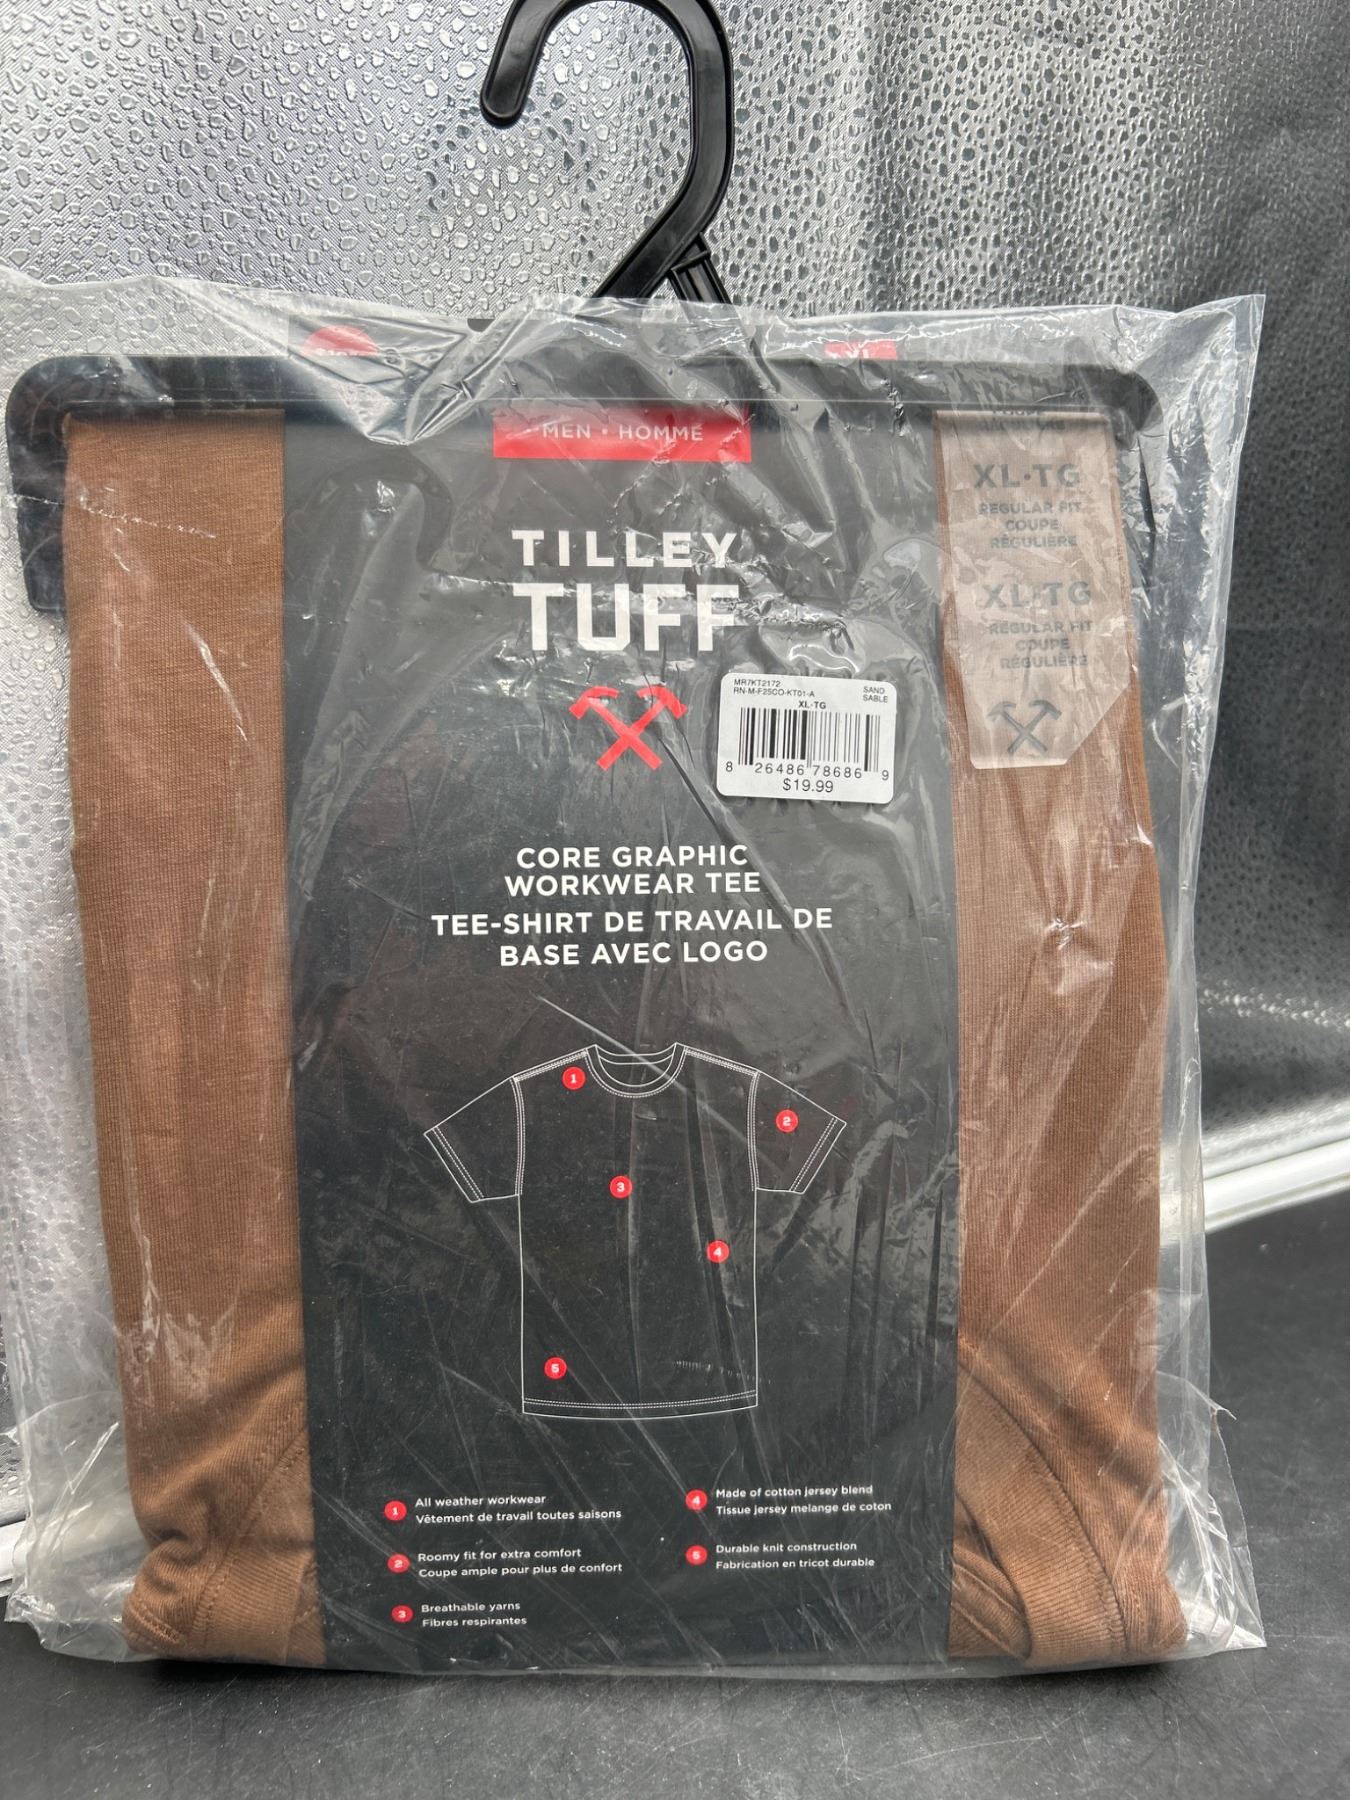 MEN • HOMME
XL•TG
REGULAR FIT
COUPE
RÉGULIÈRE
XL•TG
REGULAR FIT
COUPE
RÉGULIÈRE
TILLEY
TUFF
MR7KT2172
RN-M-F25CO-KT01-A
SAND
SABLE
XL-TG
8 26486 78686 9
$19.99
CORE GRAPHIC
WORKWEAR TEE
TEE-SHIRT DE TRAVAIL DE
BASE AVEC LOGO
1
2
3
4
5
1 All weather workwear
Vêtement de travail toutes saisons
2 Roomy fit for extra comfort
Coupe ample pour plus de confort
3 Breathable yarns
Fibres respirantes
4 Made of cotton jersey blend
Tissue jersey melange de coton
5 Durable knit construction
Fabrication en tricot durable